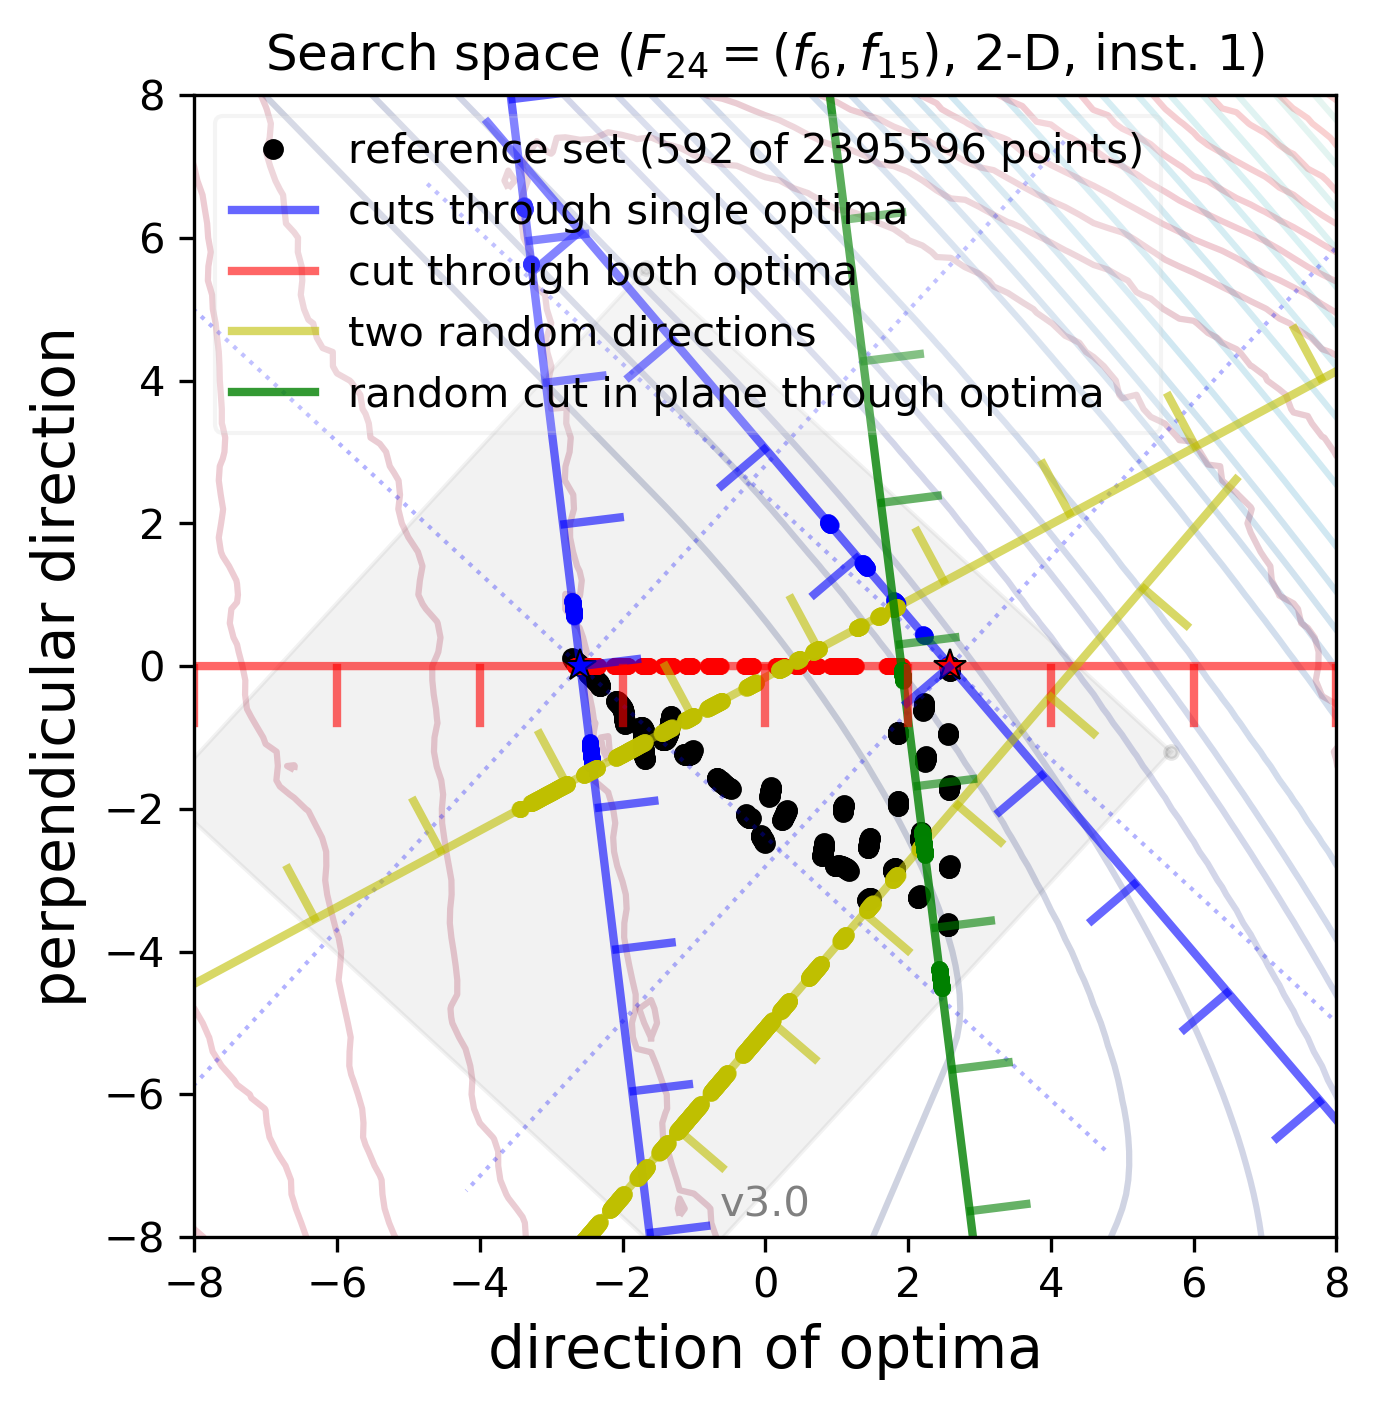 Search space (F24 = (f6, f15), 2-D, inst. 1)
reference set (592 of 2395596 points)
cuts through single optima
cut through both optima
two random directions
random cut in plane through optima
perpendicular direction
8
6
4
2
0
−2
−4
−6
−8
v3.0
−8 −6 −4 −2 0 2 4 6 8
direction of optima